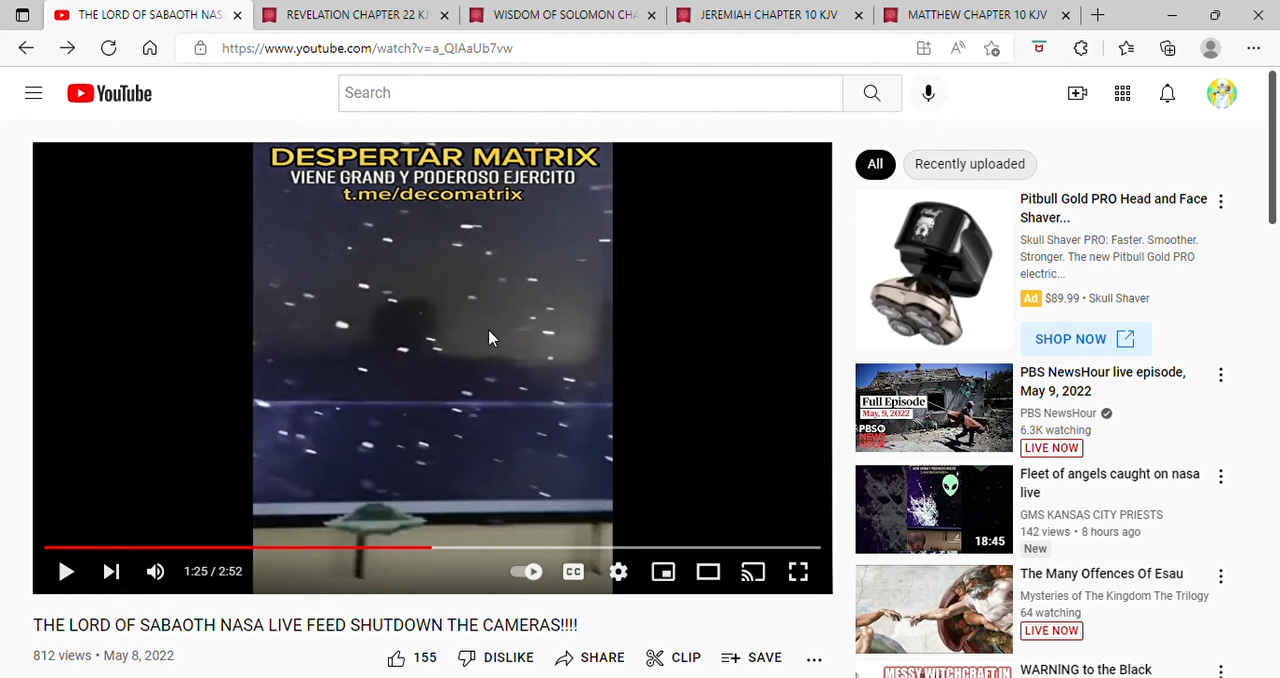 THE LORD OF SABAOTH NAS
REVELATION CHAPTER 22 KJV
WISDOM OF SOLOMON CHA
JEREMIAH CHAPTER 10 KJV
MATTHEW CHAPTER 10 KJV
https://www.youtube.com/watch?v=a_QIAaUb7vw
YouTube
Search
DESPERTAR MATRIX
VIENE GRAND Y PODEROSO EJERCITO
t.me/decomatrix
1:25 / 2:52
CC
THE LORD OF SABAOTH NASA LIVE FEED SHUTDOWN THE CAMERAS!!!!
812 views • May 8, 2022
155
DISLIKE
SHARE
CLIP
SAVE
All
Recently uploaded
Pitbull Gold PRO Head and Face
Shaver...
Skull Shaver PRO: Faster. Smoother.
Stronger. The new Pitbull Gold PRO
electric...
Ad $89.99 • Skull Shaver
SHOP NOW
Full Episode
May, 9, 2022
PBS NewsHour live episode,
May 9, 2022
PBS NewsHour
6.3K watching
LIVE NOW
18:45
Fleet of angels caught on nasa
live
GMS KANSAS CITY PRIESTS
142 views • 8 hours ago
New
The Many Offences Of Esau
Mysteries of The Kingdom The Trilogy
64 watching
LIVE NOW
MESSY WITCHCRAFT IN
WARNING to the Black